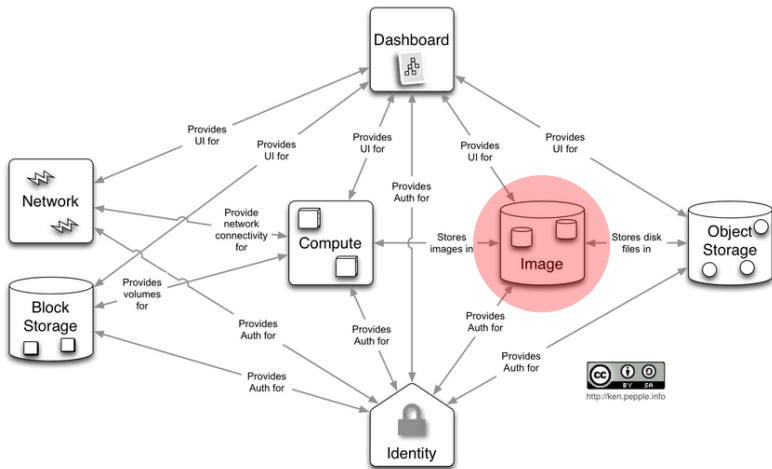 Dashboard
Provides
UI for
Provides
UI for
Provides
UI for
Provides
UI for
Provides
UI for
Provides
Auth for
Network
Provide
network
connectivity
for
Compute
Stores
images in
Image
Stores disk
files in
Object
Storage
Provides
volumes
for
Block
Storage
Provides
Auth for
Provides
Auth for
Provides
Auth for
Provides
Auth for
Provides
Auth for
Identity
cc
BY SA
http://ken.pepple.info